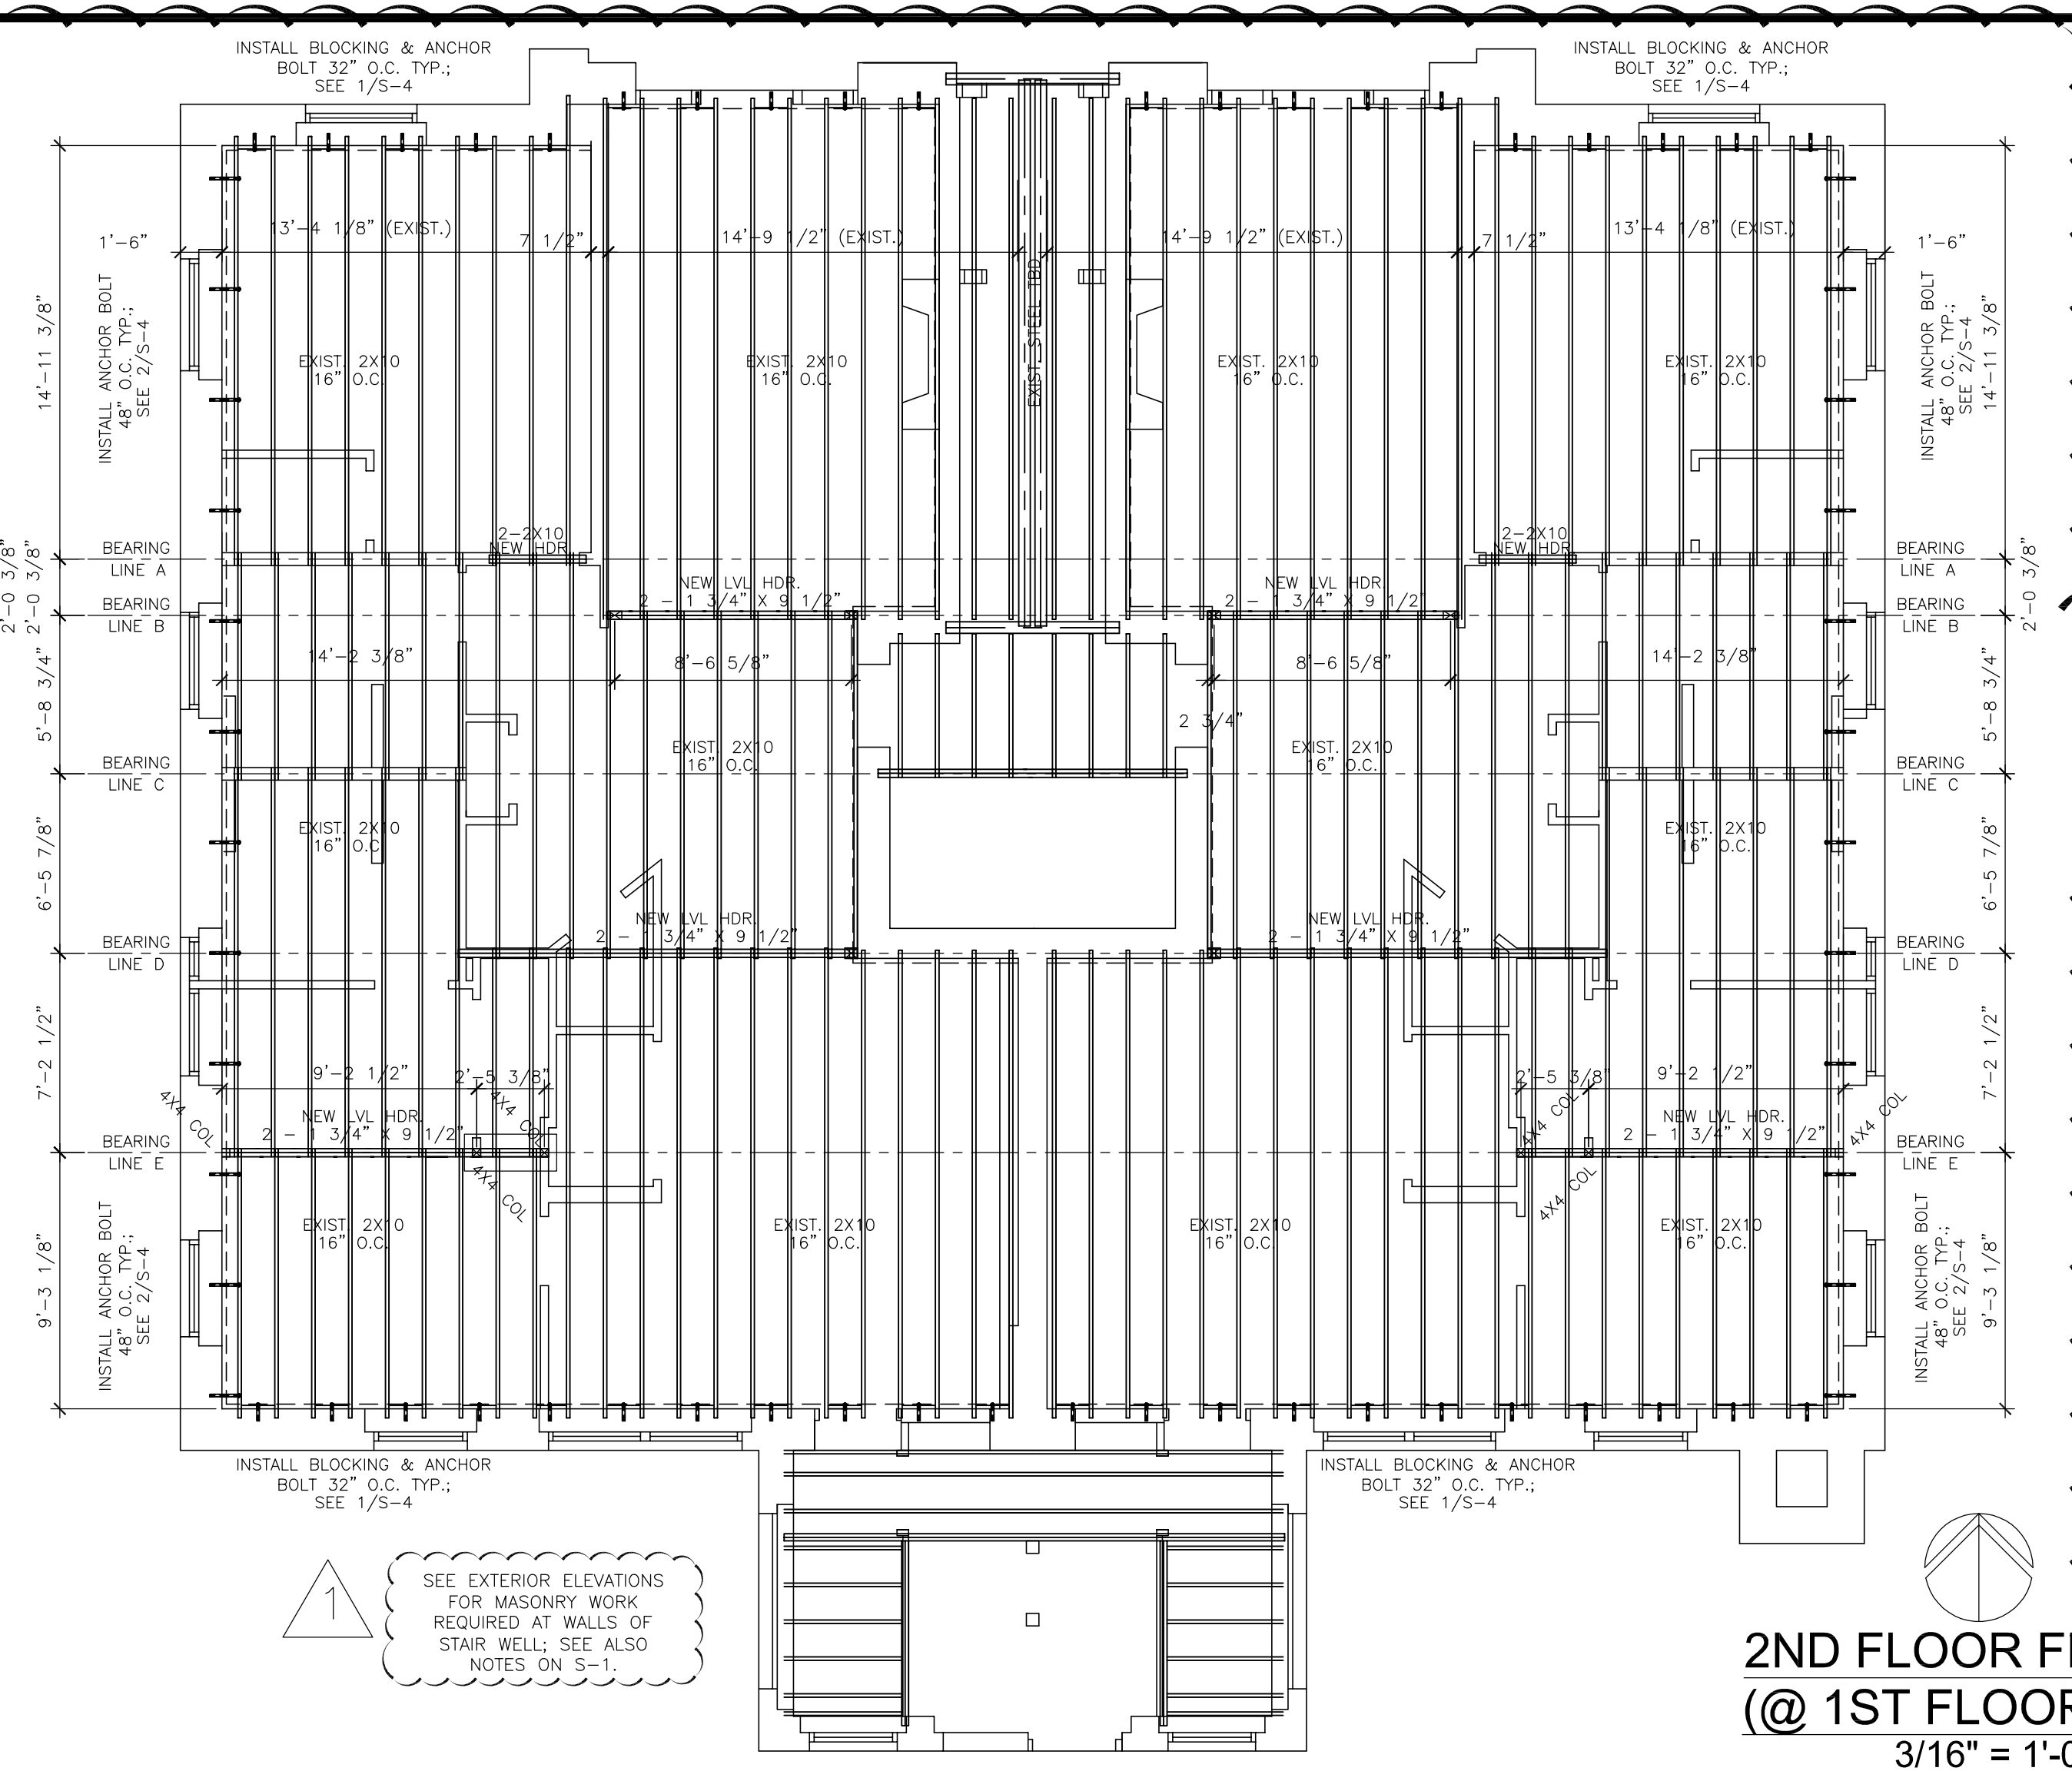 INSTALL BLOCKING & ANCHOR
BOLT 32" O.C. TYP.;
SEE 1/S-4
INSTALL BLOCKING & ANCHOR
BOLT 32" O.C. TYP.;
SEE 1/S-4
1'-6"
13'-4 1/8" (EXIST.)
7 1/2"
14'-9 1/2" (EXIST.)
14'-9 1/2" (EXIST.)
7 1/2"
13'-4 1/8" (EXIST.)
1'-6"
14'-11 3/8"
INSTALL ANCHOR BOLT
48" O.C. TYP.;
SEE 2/S-4
EXIST. STEEL TBD
INSTALL ANCHOR BOLT
48" O.C. TYP.;
SEE 2/S-4
14'-11 3/8"
EXIST. 2X10
16" O.C.
EXIST. 2X10
16" O.C.
EXIST. 2X10
16" O.C.
EXIST. 2X10
16" O.C.
2-2X10
NEW HDR
2-2X10
NEW HDR
BEARING
LINE A
BEARING
LINE A
2'-0 3/8"
2'-0 3/8"
2'-0 3/8"
NEW LVL HDR.
2 - 1 3/4" X 9 1/2"
NEW LVL HDR.
2 - 1 3/4" X 9 1/2"
BEARING
LINE B
BEARING
LINE B
14'-2 3/8"
8'-6 5/8"
8'-6 5/8"
14'-2 3/8"
5'-8 3/4"
5'-8 3/4"
2 3/4"
EXIST. 2X10
16" O.C.
EXIST. 2X10
16" O.C.
BEARING
LINE C
BEARING
LINE C
EXIST. 2X10
16" O.C.
EXIST. 2X10
16" O.C.
6'-5 7/8"
6'-5 7/8"
NEW LVL HDR.
2 - 1 3/4" X 9 1/2"
NEW LVL HDR.
2 - 1 3/4" X 9 1/2"
BEARING
LINE D
BEARING
LINE D
7'-2 1/2"
7'-2 1/2"
9'-2 1/2"
2'-5 3/8"
2'-5 3/8"
9'-2 1/2"
4X4 COL
4X4 COL
4X4 COL
4X4 COL
NEW LVL HDR.
2 - 1 3/4" X 9 1/2"
NEW LVL HDR.
2 - 1 3/4" X 9 1/2"
BEARING
LINE E
BEARING
LINE E
4X4 COL
4X4 COL
EXIST. 2X10
16" O.C.
EXIST. 2X10
16" O.C.
EXIST. 2X10
16" O.C.
EXIST. 2X10
16" O.C.
9'-3 1/8"
INSTALL ANCHOR BOLT
48" O.C. TYP.;
SEE 2/S-4
INSTALL ANCHOR BOLT
48" O.C. TYP.;
SEE 2/S-4
9'-3 1/8"
INSTALL BLOCKING & ANCHOR
BOLT 32" O.C. TYP.;
SEE 1/S-4
INSTALL BLOCKING & ANCHOR
BOLT 32" O.C. TYP.;
SEE 1/S-4
1
SEE EXTERIOR ELEVATIONS
FOR MASONRY WORK
REQUIRED AT WALLS OF
STAIR WELL; SEE ALSO
NOTES ON S-1.
2ND FLOOR
(@ 1ST FLOOR
3/16" = 1'-0